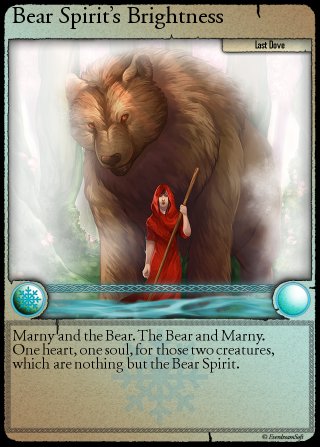 Bear Spirit's Brightness
Last Dove
Marny and the Bear. The Bear and Marny.
One heart, one soul, for those two creatures,
which are nothing but the Bear Spirit.
© EverdreamSoft